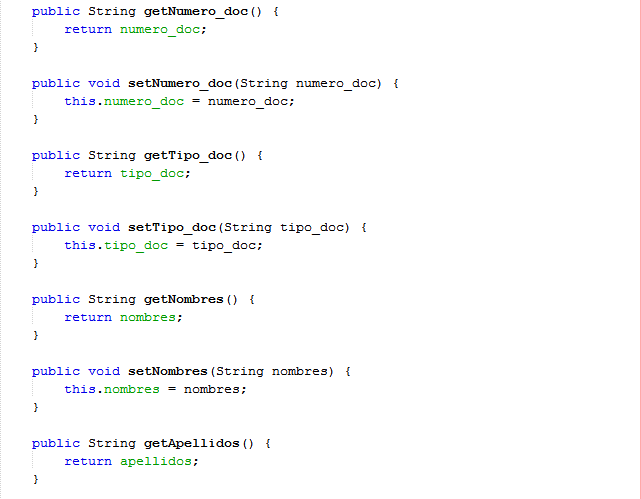 public String getNumero_doc() {
return numero_doc;
}
public void setNumero_doc(String numero_doc) {
this.numero_doc = numero_doc;
}
public String getTipo_doc() {
return tipo_doc;
}
public void setTipo_doc(String tipo_doc) {
this.tipo_doc = tipo_doc;
}
public String getNombres() {
return nombres;
}
public void setNombres(String nombres) {
this.nombres = nombres;
}
public String getApellidos() {
return apellidos;
}